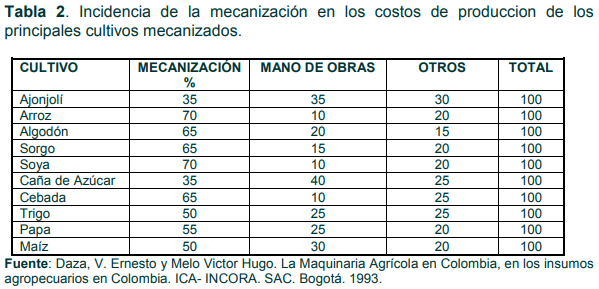 Tabla 2. Incidencia de la mecanización en los costos de produccion de los
principales cultivos mecanizados.
CULTIVO MECANIZACIÓN % MANO DE OBRAS OTROS TOTAL
Ajonjolí 35 35 30 100
Arroz 70 10 20 100
Algodón 65 20 15 100
Sorgo 65 15 20 100
Soya 70 10 20 100
Caña de Azúcar 35 40 25 100
Cebada 65 10 25 100
Trigo 50 25 25 100
Papa 55 25 20 100
Maíz 50 30 20 100
Fuente: Daza, V. Ernesto y Melo Victor Hugo. La Maquinaria Agrícola en Colombia, en los insumos
agropecuarios en Colombia. ICA- INCORA. SAC. Bogotá. 1993.